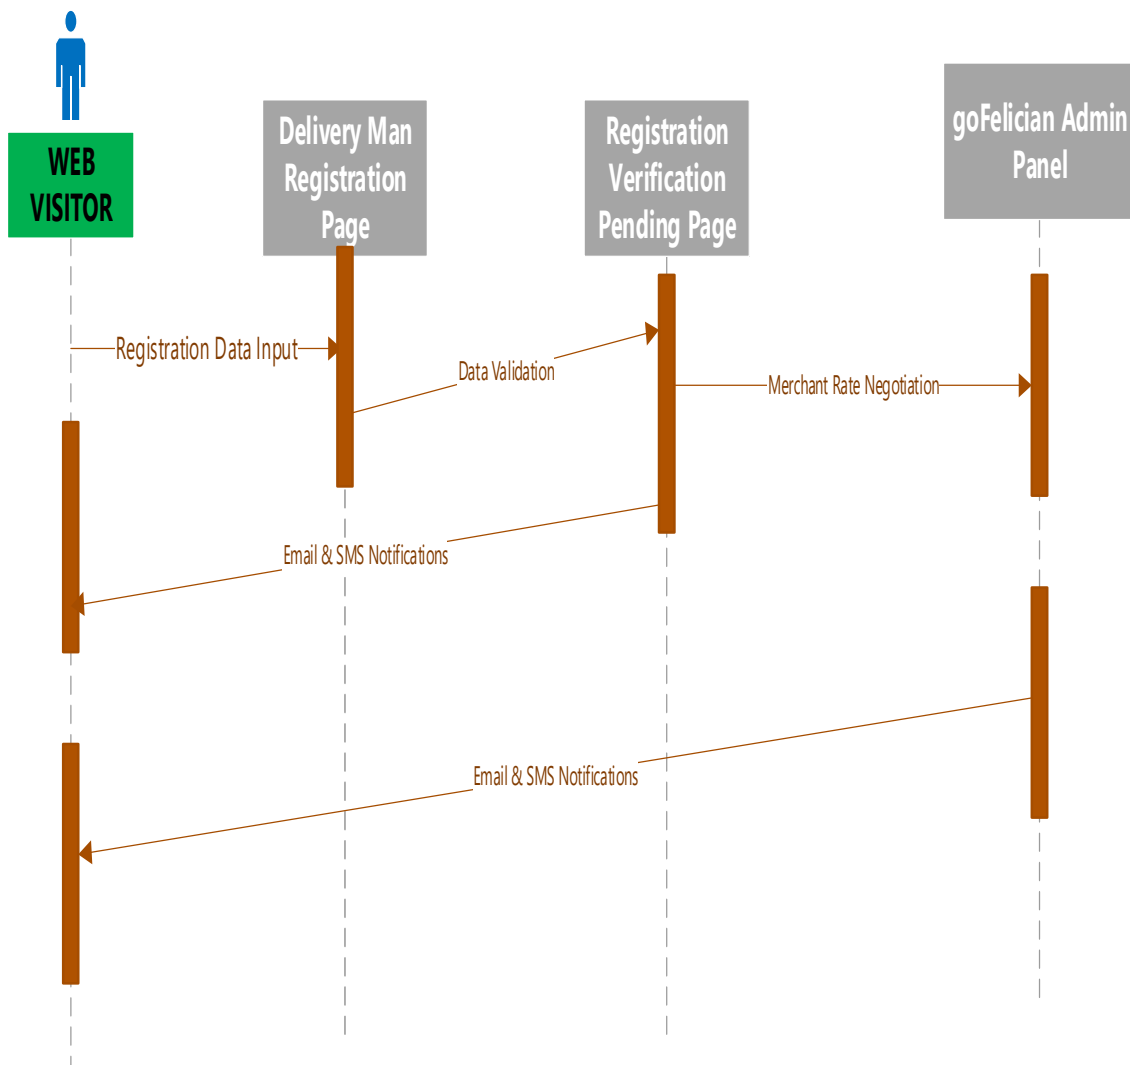 WEB
VISITOR
Delivery Man
Registration
Page
Registration
Verification
Pending Page
goFelician Admin
Panel
Registration Data Input
Data Validation
Merchant Rate Negotiation
Email & SMS Notifications
Email & SMS Notifications